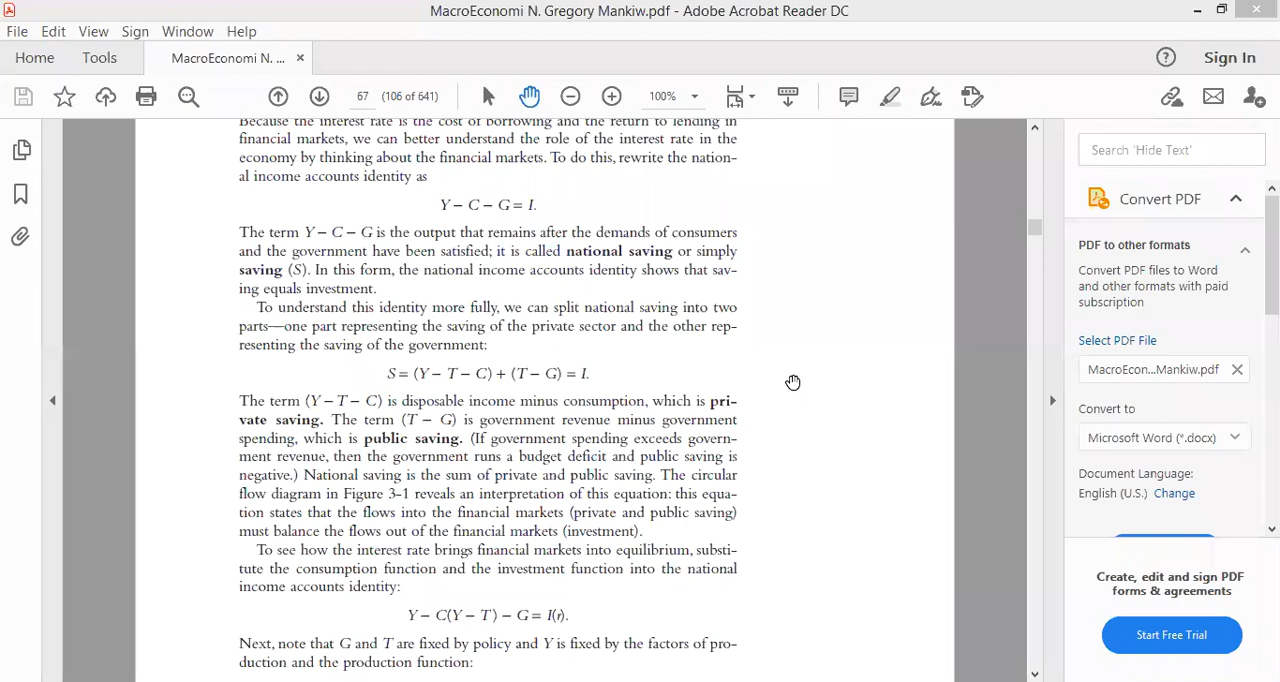 MacroEconomi N. Gregory Mankiw.pdf - Adobe Acrobat Reader DC
File Edit View Sign Window Help
Home Tools MacroEconomi N. ... × Sign In
67 (106 of 641) 100%
Because the interest rate is the cost of borrowing and the return to lending in
financial markets, we can better understand the role of the interest rate in the
economy by thinking about the financial markets. To do this, rewrite the nation-
al income accounts identity as
Y − C − G = I.
The term Y − C − G is the output that remains after the demands of consumers
and the government have been satisfied; it is called national saving or simply
saving (S). In this form, the national income accounts identity shows that sav-
ing equals investment.
To understand this identity more fully, we can split national saving into two
parts—one part representing the saving of the private sector and the other rep-
resenting the saving of the government:
S = (Y − T − C) + (T − G) = I.
The term (Y − T − C) is disposable income minus consumption, which is pri-
vate saving. The term (T − G) is government revenue minus government
spending, which is public saving. (If government spending exceeds govern-
ment revenue, then the government runs a budget deficit and public saving is
negative.) National saving is the sum of private and public saving. The circular
flow diagram in Figure 3-1 reveals an interpretation of this equation: this equa-
tion states that the flows into the financial markets (private and public saving)
must balance the flows out of the financial markets (investment).
To see how the interest rate brings financial markets into equilibrium, substi-
tute the consumption function and the investment function into the national
income accounts identity:
Y − C(Y − T) − G = I(r).
Next, note that G and T are fixed by policy and Y is fixed by the factors of pro-
duction and the production function:
Search 'Hide Text'
Convert PDF
PDF to other formats
Convert PDF files to Word
and other formats with paid
subscription
Select PDF File
MacroEcon...Mankiw.pdf ×
Convert to
Microsoft Word (*.docx)
Document Language:
English (U.S.) Change
Create, edit and sign PDF
forms & agreements
Start Free Trial